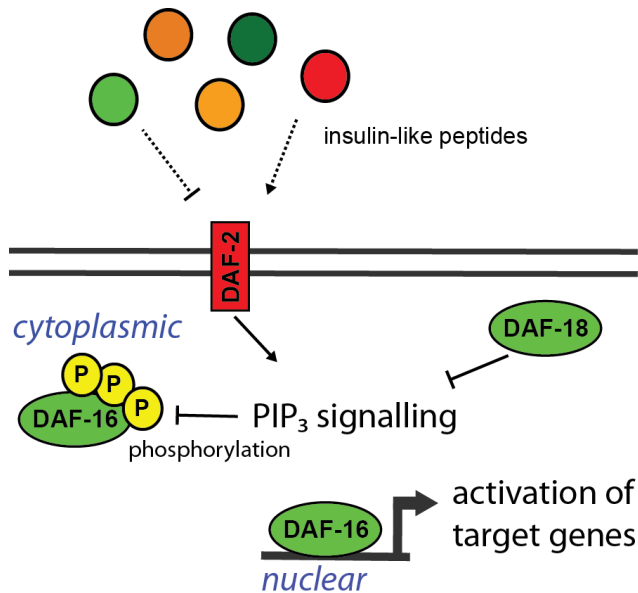 insulin-like peptides
DAF-2
cytoplasmic
DAF-18
P
P
P
DAF-16
PIP₃ signalling
phosphorylation
activation of
target genes
DAF-16
nuclear